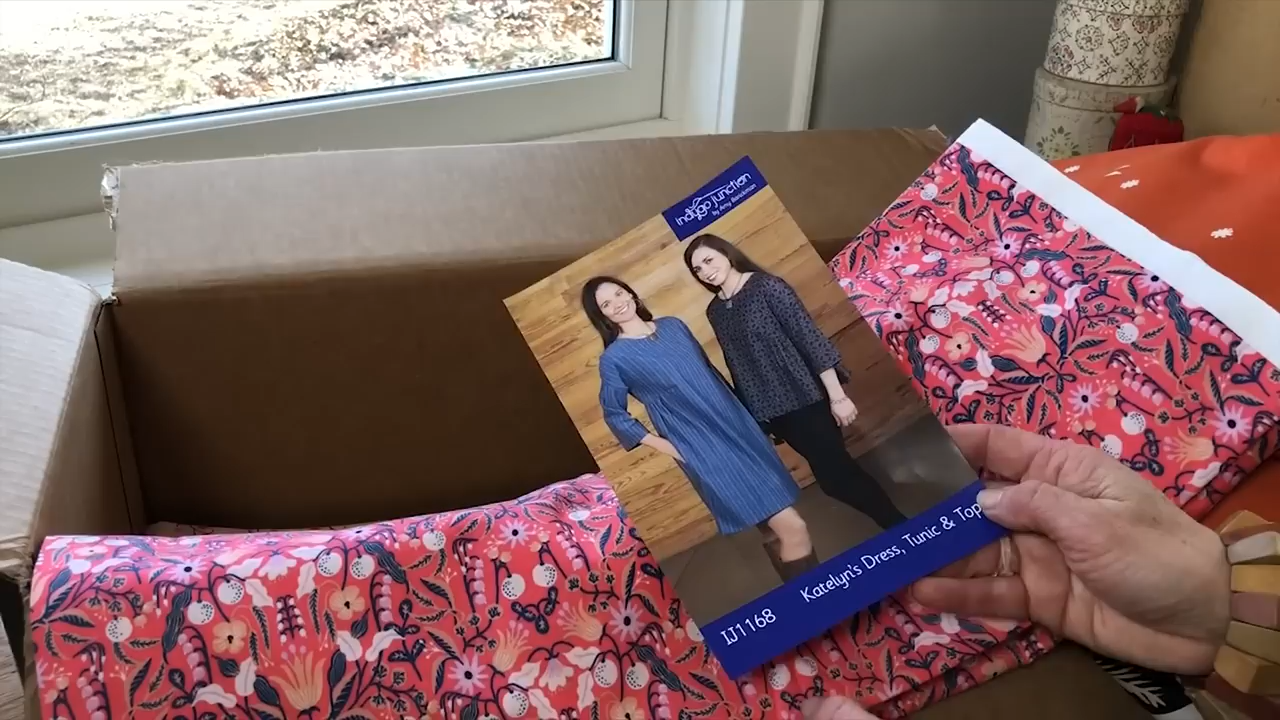 indygo junction
by Amy Barickman
Katelyn's Dress, Tunic & Top
IJ1168